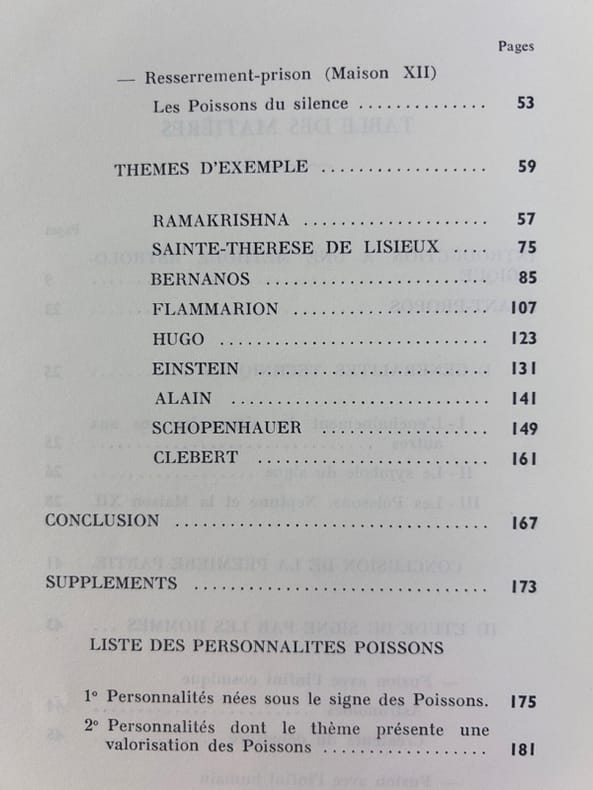 Pages
— Resserrement-prison (Maison XII)
Les Poissons du silence .............. 53
THEMES D'EXEMPLE .................. 59
RAMAKRISHNA .................... 57
SAINTE-THERESE DE LISIEUX .... 75
BERNANOS ........................ 85
FLAMMARION ..................... 107
HUGO ............................. 123
EINSTEIN ......................... 131
ALAIN ............................ 141
SCHOPENHAUER .................... 149
CLEBERT ......................... 161
CONCLUSION .................................. 167
SUPPLEMENTS ................................ 173
LISTE DES PERSONNALITES POISSONS
1° Personnalités nées sous le signe des Poissons. 175
2° Personnalités dont le thème présente une
valorisation des Poissons .................. 181